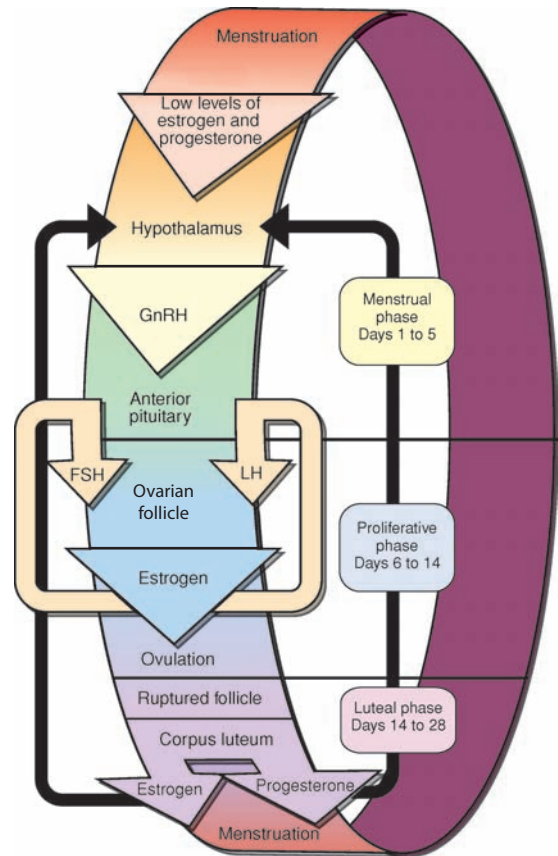 Menstruation
Low levels of
estrogen and
progesterone
Hypothalamus
GnRH
Menstrual
phase
Days 1 to 5
Anterior
pituitary
FSH
LH
Ovarian
follicle
Proliferative
phase
Days 6 to 14
Estrogen
Ovulation
Ruptured follicle
Luteal phase
Days 14 to 28
Corpus luteum
Estrogen
Progesterone
Menstruation